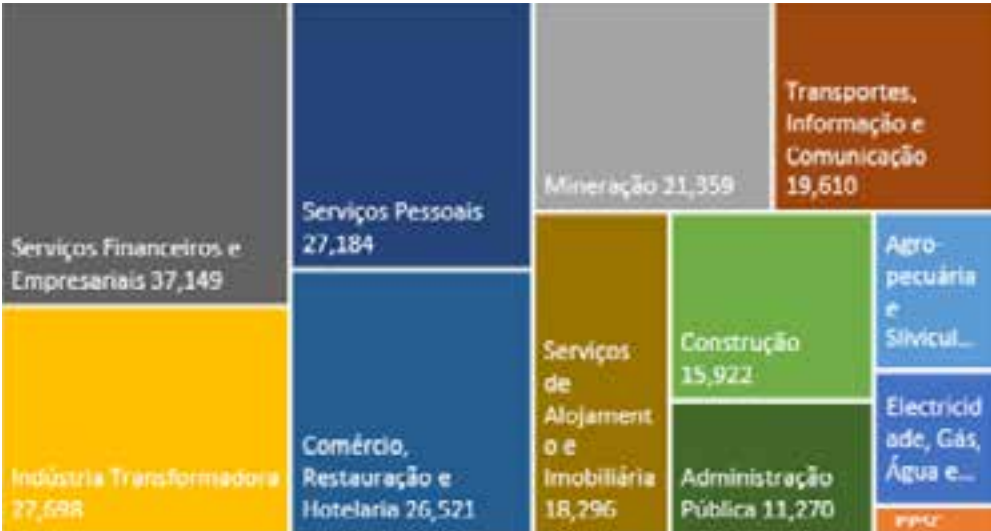 Serviços Financeiros e
Empresariais 37,149
Indústria Transformadora
27,698
Serviços Pessoais
27,184
Comércio,
Restauração e
Hotelaria 26,521
Mineração 21,359
Transportes,
Informação e
Comunicação
19,610
Serviços
de
Alojament
o e
Imobiliária
18,296
Construção
15,922
Administração
Pública 11,270
Agro-
pecuária
e
Silvicul...
Electricid
ade, Gás,
Água e...